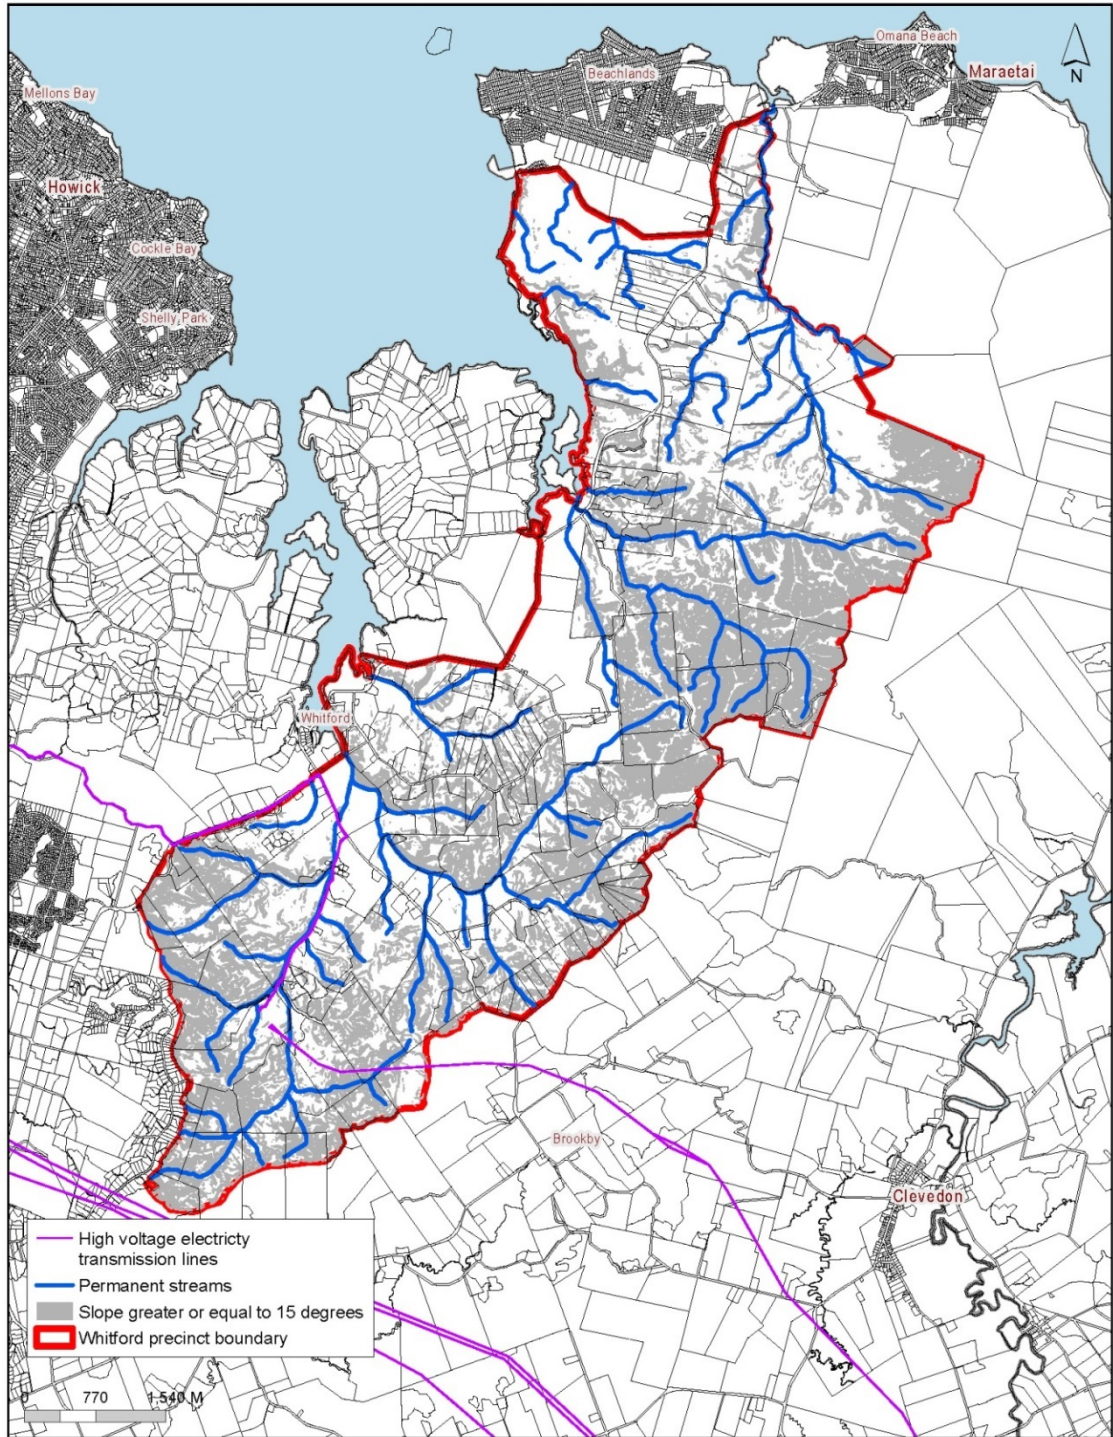 Omana Beach
Maraetai
Beachlands
N
Mellons Bay
Howick
Cockle Bay
Shelly Park
Whitford
Brookby
Clevedon
High voltage electricty
transmission lines
Permanent streams
Slope greater or equal to 15 degrees
Whitford precinct boundary
0 770 1,540 M